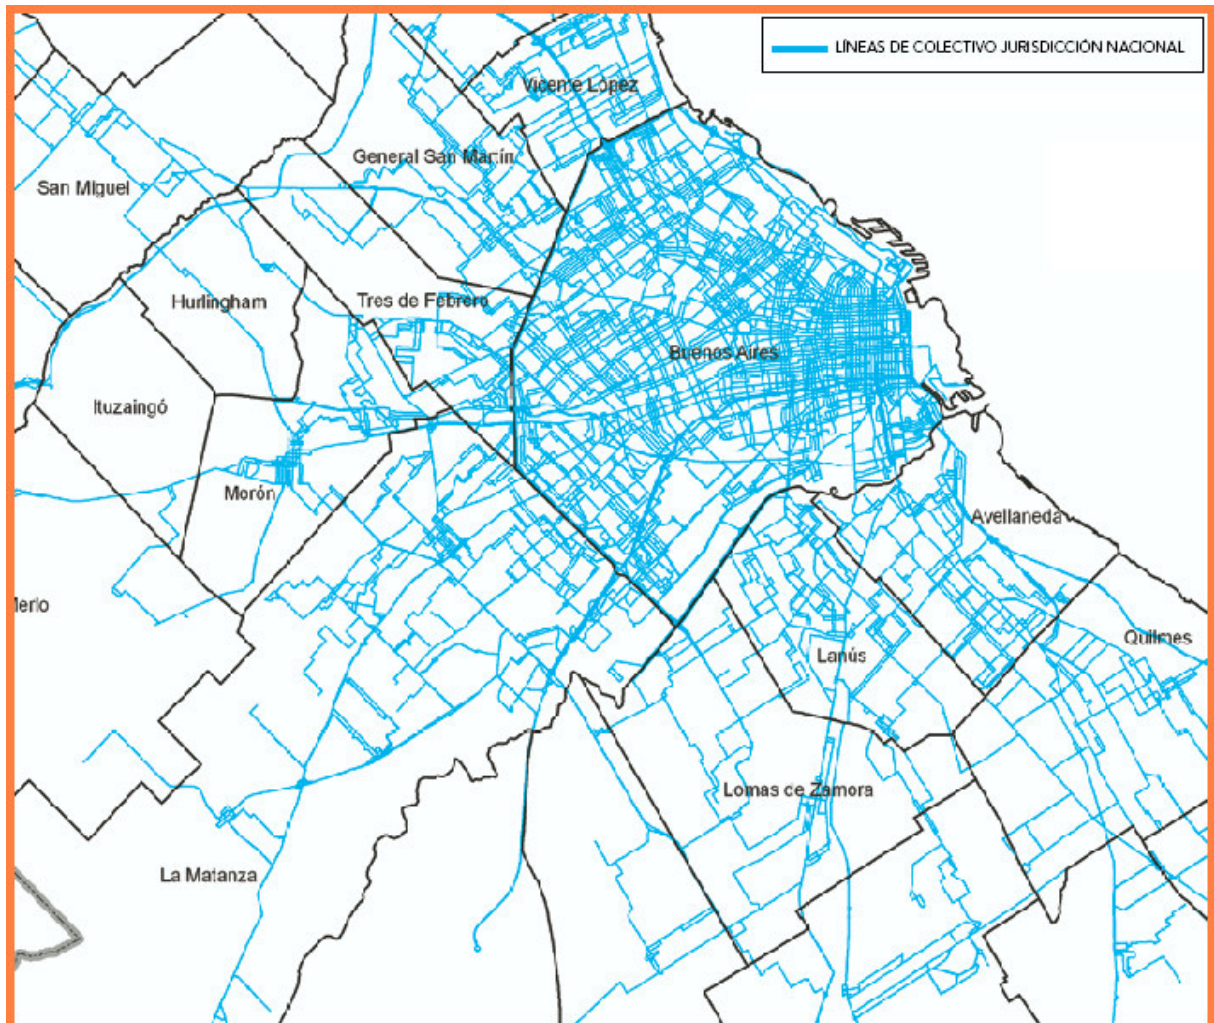 LÍNEAS DE COLECTIVO JURISDICCIÓN NACIONAL
Vicente López
General San Martín
San Miguel
Hurlingham
Tres de Febrero
Buenos Aires
Ituzaingó
Morón
Avellaneda
Merlo
Quilmes
Lanús
Lomas de Zamora
La Matanza